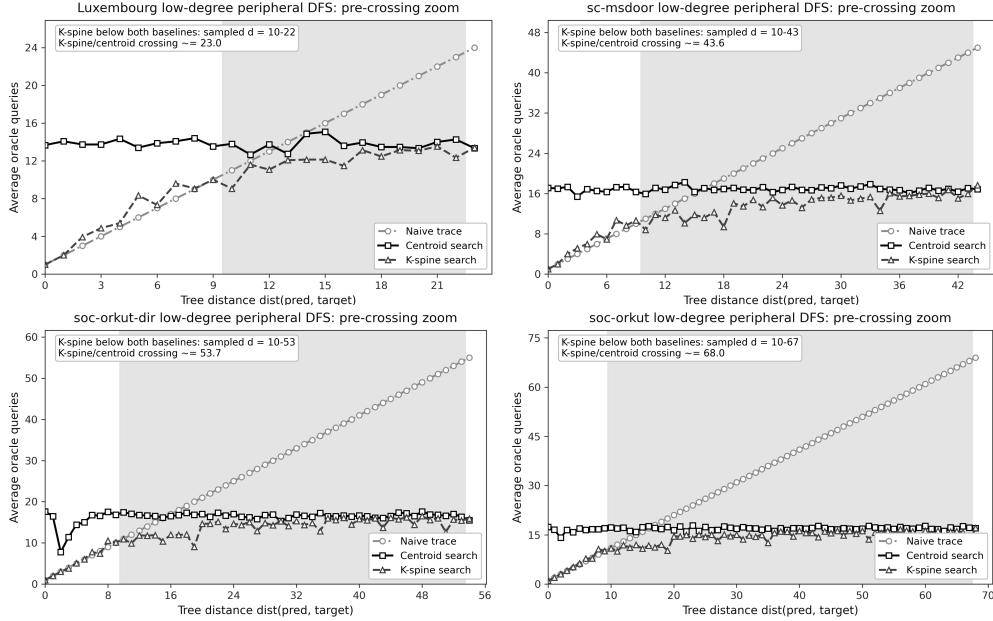 Luxembourg low-degree peripheral DFS: pre-crossing zoom
K-spine below both baselines: sampled d = 10-22
K-spine/centroid crossing ~= 23.0
Average oracle queries
24
20
16
12
8
4
0
Naive trace
Centroid search
K-spine search
0 3 6 9 12 15 18 21
Tree distance dist(pred, target)
sc-msdoor low-degree peripheral DFS: pre-crossing zoom
K-spine below both baselines: sampled d = 10-43
K-spine/centroid crossing ~= 43.6
Average oracle queries
48
40
32
24
16
8
0
Naive trace
Centroid search
K-spine search
0 6 12 18 24 30 36 42
Tree distance dist(pred, target)
soc-orkut-dir low-degree peripheral DFS: pre-crossing zoom
K-spine below both baselines: sampled d = 10-53
K-spine/centroid crossing ~= 53.7
Average oracle queries
60
50
40
30
20
10
0
Naive trace
Centroid search
K-spine search
0 8 16 24 32 40 48 56
Tree distance dist(pred, target)
soc-orkut low-degree peripheral DFS: pre-crossing zoom
K-spine below both baselines: sampled d = 10-67
K-spine/centroid crossing ~= 68.0
Average oracle queries
75
60
45
30
15
0
Naive trace
Centroid search
K-spine search
0 10 20 30 40 50 60 70
Tree distance dist(pred, target)